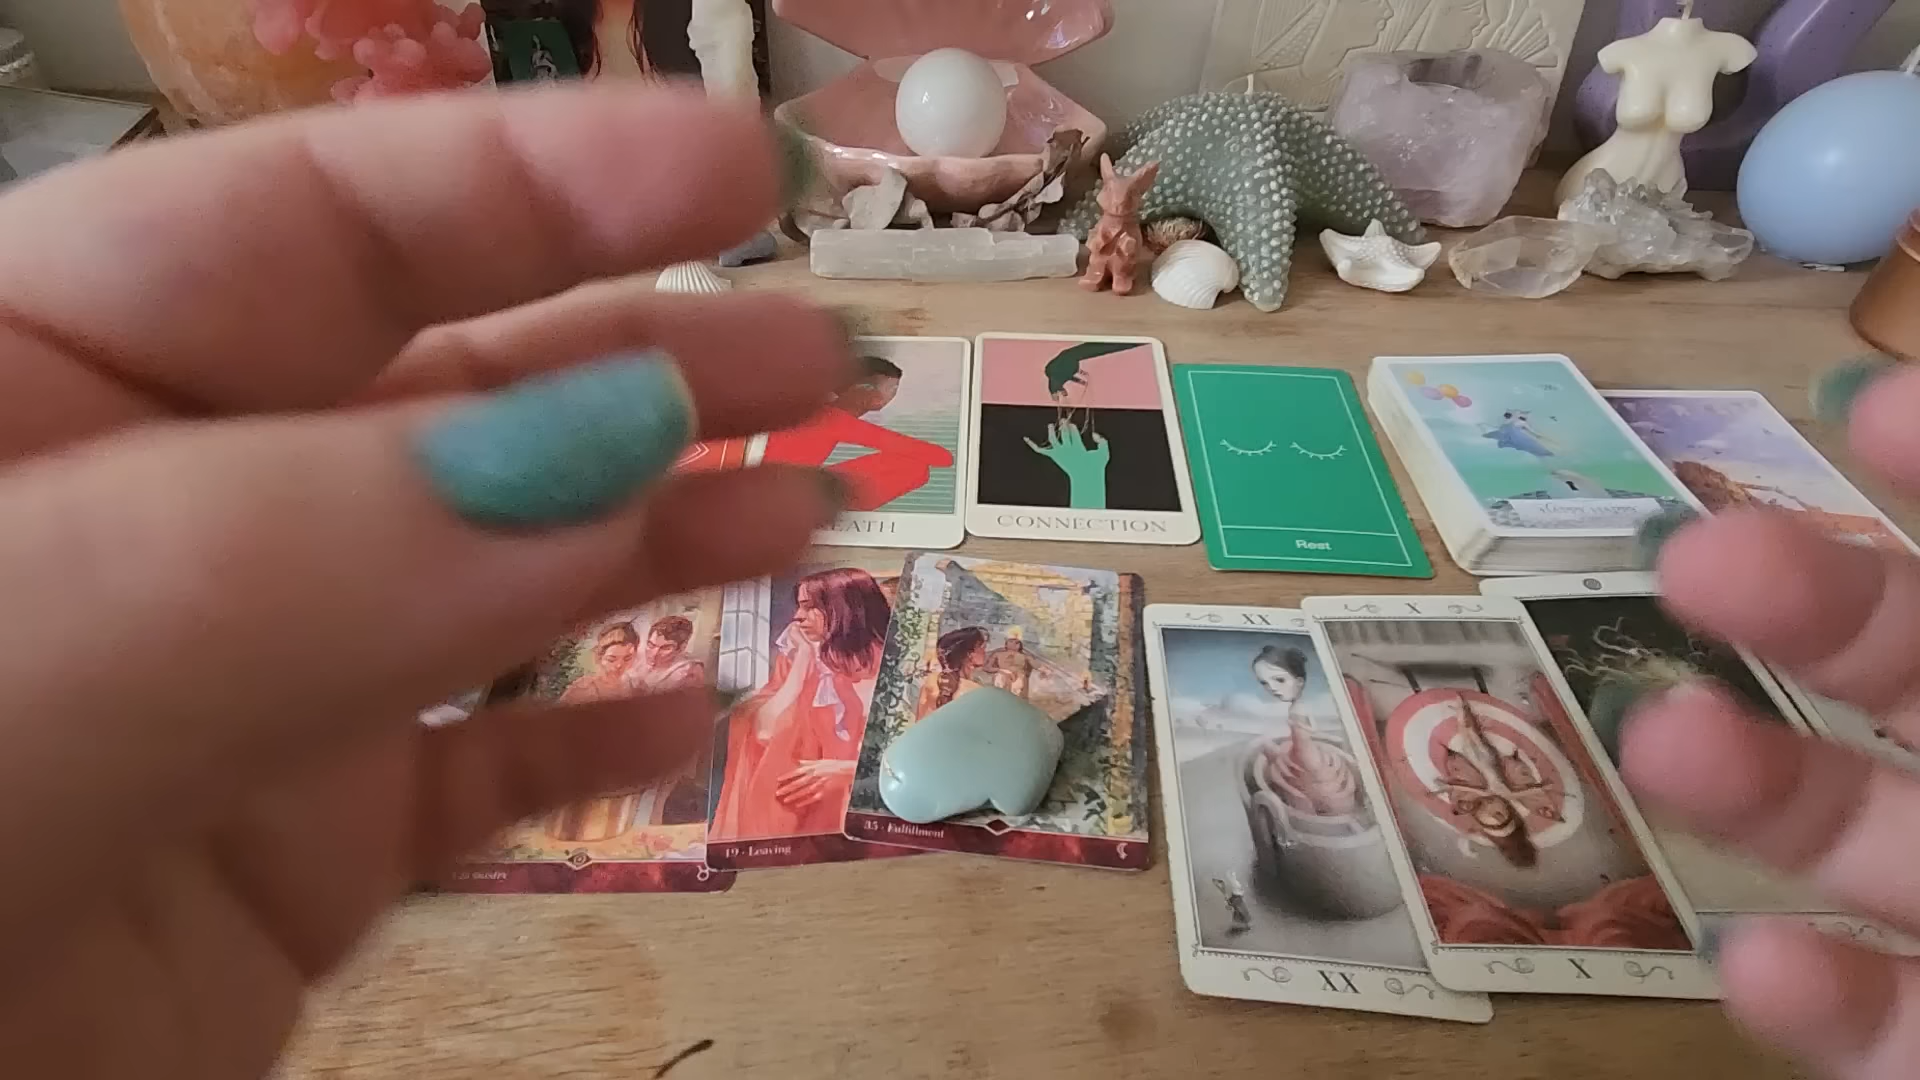 EATH
CONNECTION
Rest
XX
X
35 · Fulfillment
19 · Leaving
XX
X